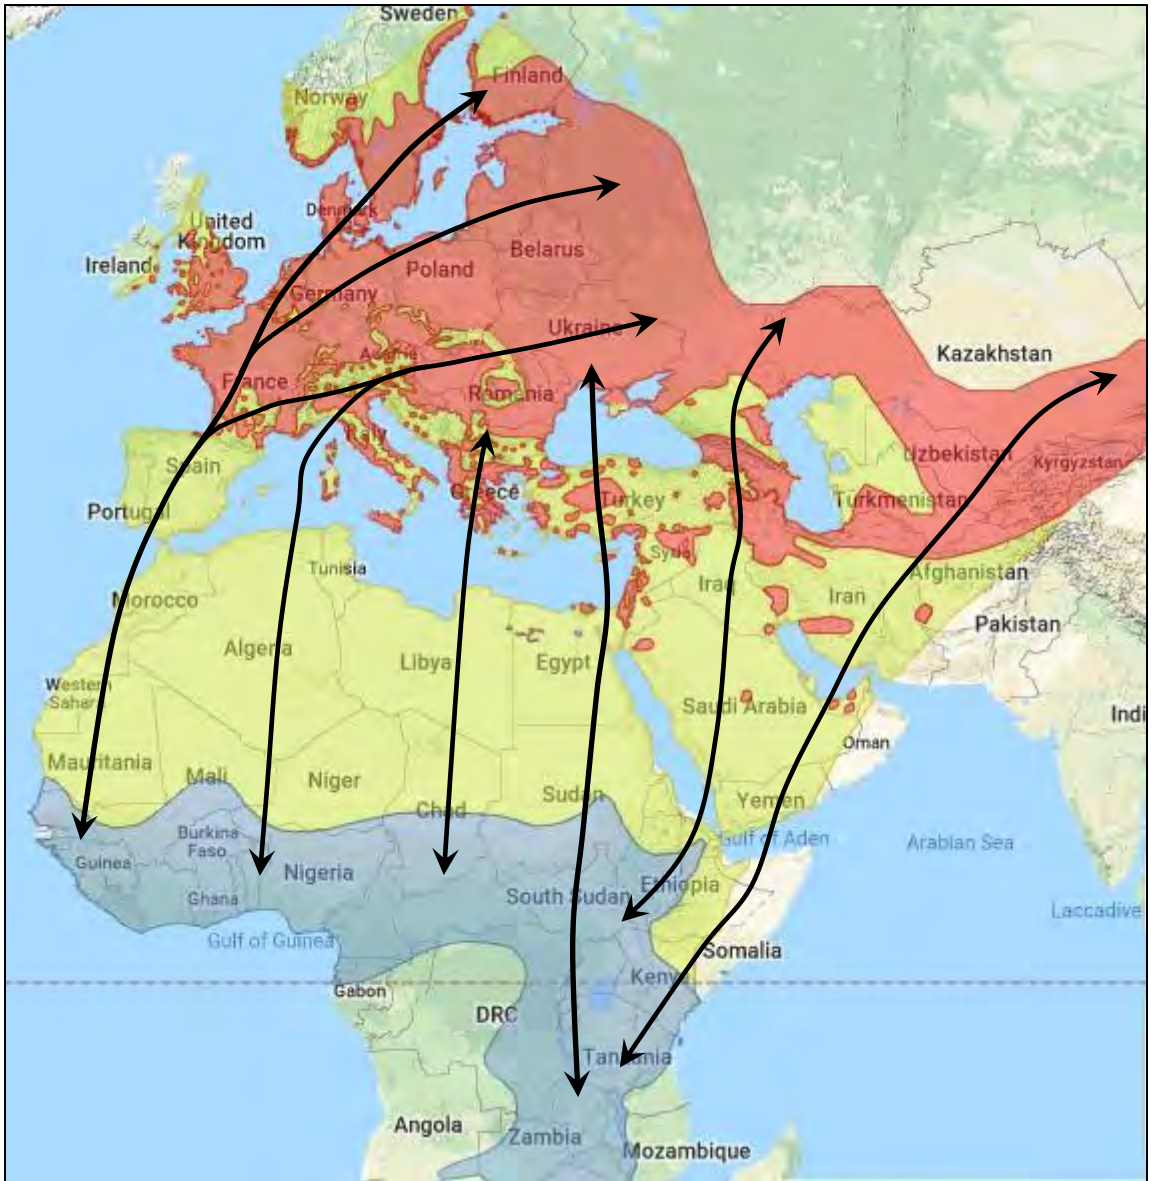 Sweden
Finland
Norway
Denmark
United
Kingdom
Ireland
Belarus
Poland
Germany
Ukraine
Kazakhstan
Austria
France
Romania
Italy
Uzbekistan
Kyrgyzstan
Spain
Greece
Turkey
Turkmenistan
Portugal
Syria
Tunisia
Afghanistan
Iraq
Iran
Morocco
Pakistan
Algeria
Libya
Egypt
Western
Sahara
Saudi Arabia
Indi
Oman
Mauritania
Mali
Niger
Chad
Sudan
Yemen
Burkina
Faso
Gulf of Aden
Arabian Sea
Guinea
Nigeria
Ethiopia
Ghana
South Sudan
Laccadive
Gulf of Guinea
Somalia
Kenya
Gabon
DRC
Tanzania
Angola
Zambia
Mozambique